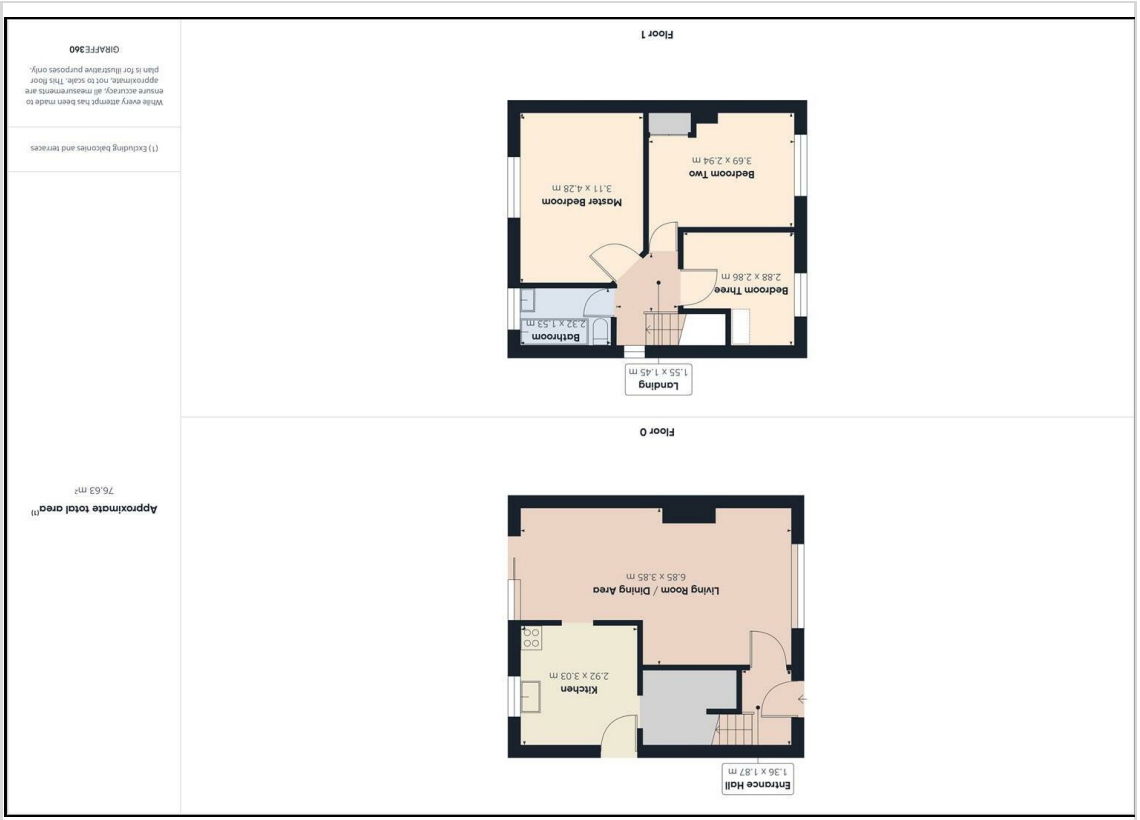 Entrance Hall
1.36 x 1.87 m
Kitchen
2.92 x 3.03 m
Living Room / Dining Area
6.85 x 3.85 m
Floor 0
Landing
1.55 x 1.45 m
Bathroom
2.32 x 1.53 m
Bedroom Three
2.88 x 2.86 m
Master Bedroom
3.11 x 4.28 m
Bedroom Two
3.69 x 2.94 m
Floor 1
Approximate total area(1)
76.63 m²
(1) Excluding balconies and terraces
While every attempt has been made to
ensure accuracy, all measurements are
approximate, not to scale. This floor
plan is for illustrative purposes only.
GIRAFFE360